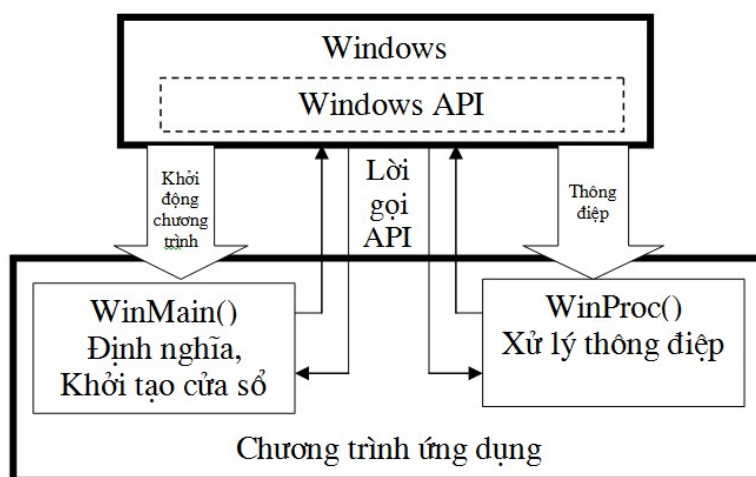 Windows
Windows API
Khởi
động
chương
trình
Lời
gọi
API
Thông
điệp
WinMain()
Định nghĩa,
Khởi tạo cửa sổ
WinProc()
Xử lý thông điệp
Chương trình ứng dụng